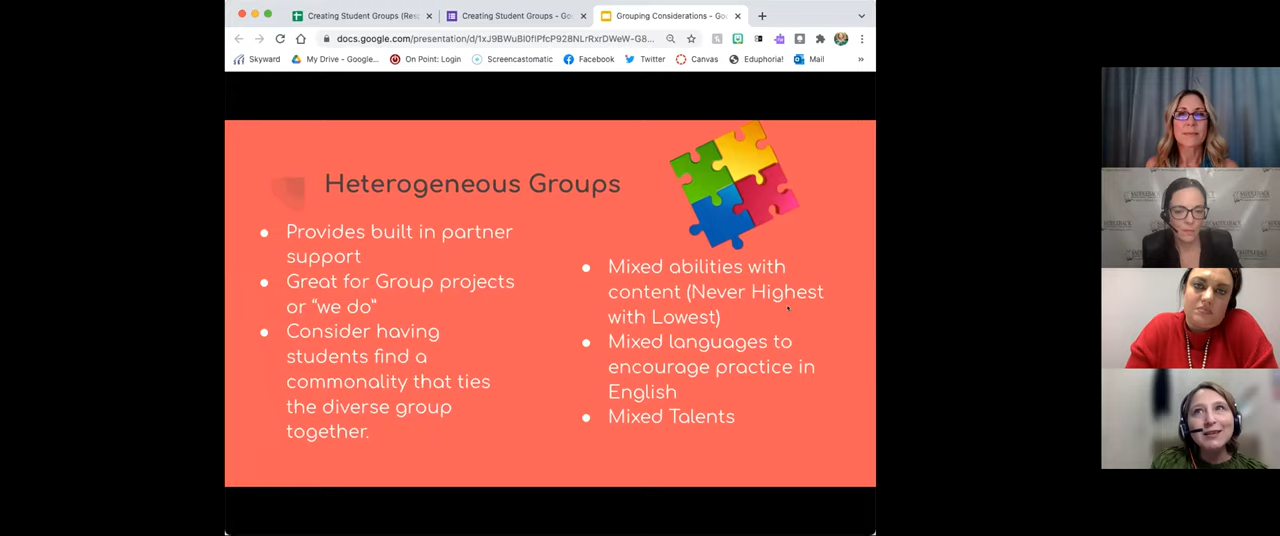 Creating Student Groups (Res
Creating Student Groups - Go
Grouping Considerations - Go
docs.google.com/presentation/d/1xJ9BWuBl0fIPfcP928NLrRxrDWeW-G8...
Skyward
My Drive - Google...
On Point: Login
Screencastomatic
Facebook
Twitter
Canvas
Eduphoria!
Mail
»
Heterogeneous Groups
● Provides built in partner
support
● Great for Group projects
or “we do”
● Consider having
students find a
commonality that ties
the diverse group
together.
● Mixed abilities with
content (Never Highest
with Lowest)
● Mixed languages to
encourage practice in
English
● Mixed Talents
SADDLEBACK